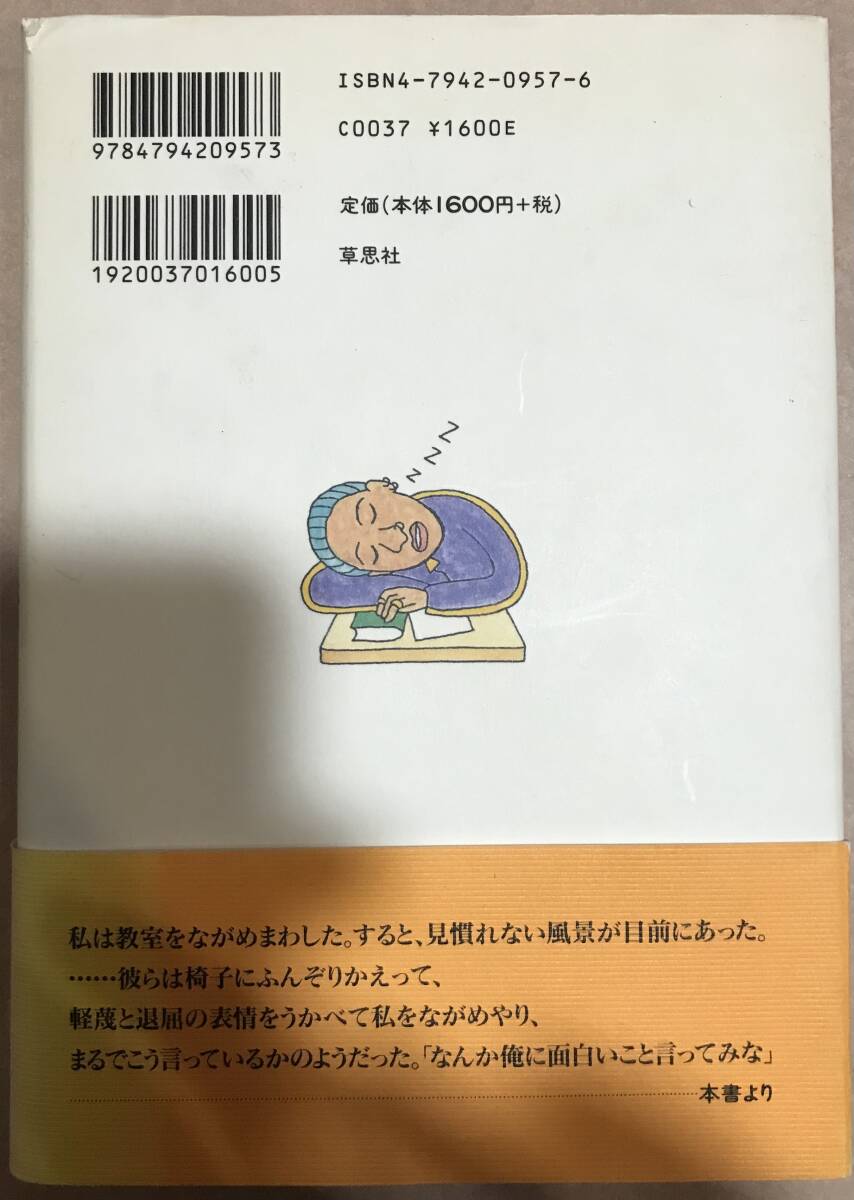 ISBN4-7942-0957-6
9784794209573
C0037 ¥1600E
定価(本体1600円+税)
1920037016005
草思社
Z
Z
Z
私は教室をながめまわした。すると、見慣れない風景が目前にあった。
……彼らは椅子にふんぞりかえって、
軽蔑と退屈の表情をうかべて私をながめやり、
まるでこう言っているかのようだった。「なんか俺に面白いこと言ってみな」
本書より